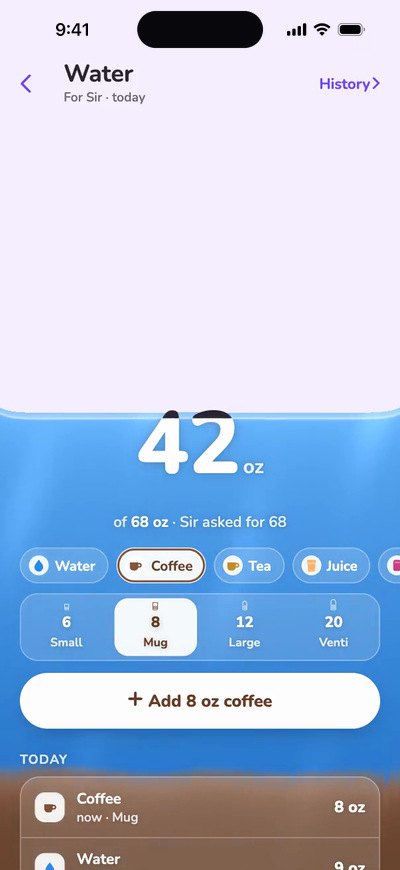 9:41
Water
For Sir · today
History
42 oz
of 68 oz · Sir asked for 68
Water
Coffee
Tea
Juice
6
Small
8
Mug
12
Large
20
Venti
+ Add 8 oz coffee
TODAY
Coffee
now · Mug
8 oz
Water
9 oz